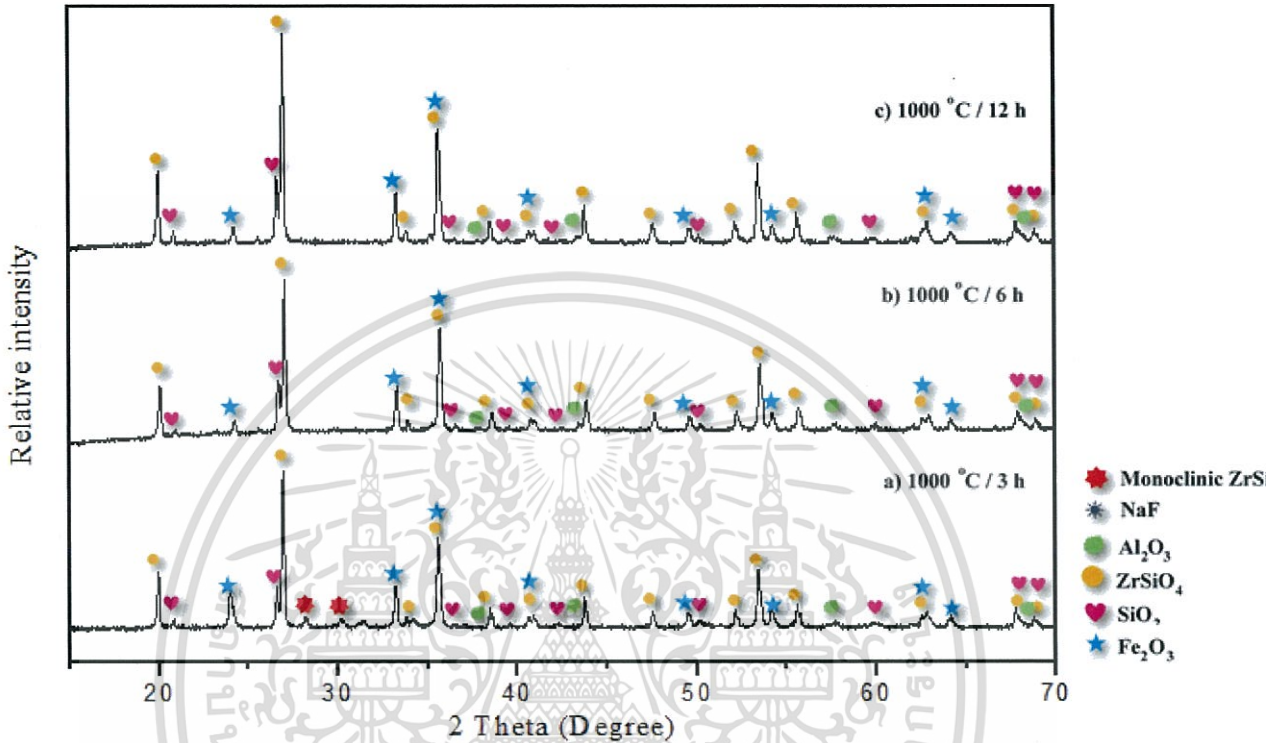 c) 1000 °C / 12 h
b) 1000 °C / 6 h
a) 1000 °C / 3 h
Relative intensity
20 30 40 50 60 70
2 Theta (Degree)
Monoclinic ZrS
NaF
Al₂O₃
ZrSiO₄
SiO₂
Fe₂O₃